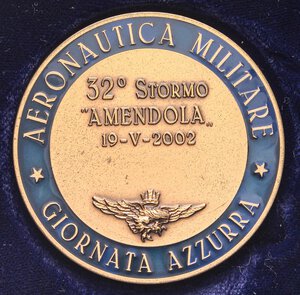 AERONAUTICA MILITARE
32° STORMO
"AMENDOLA„
19-V-2002
GIORNATA AZZURRA